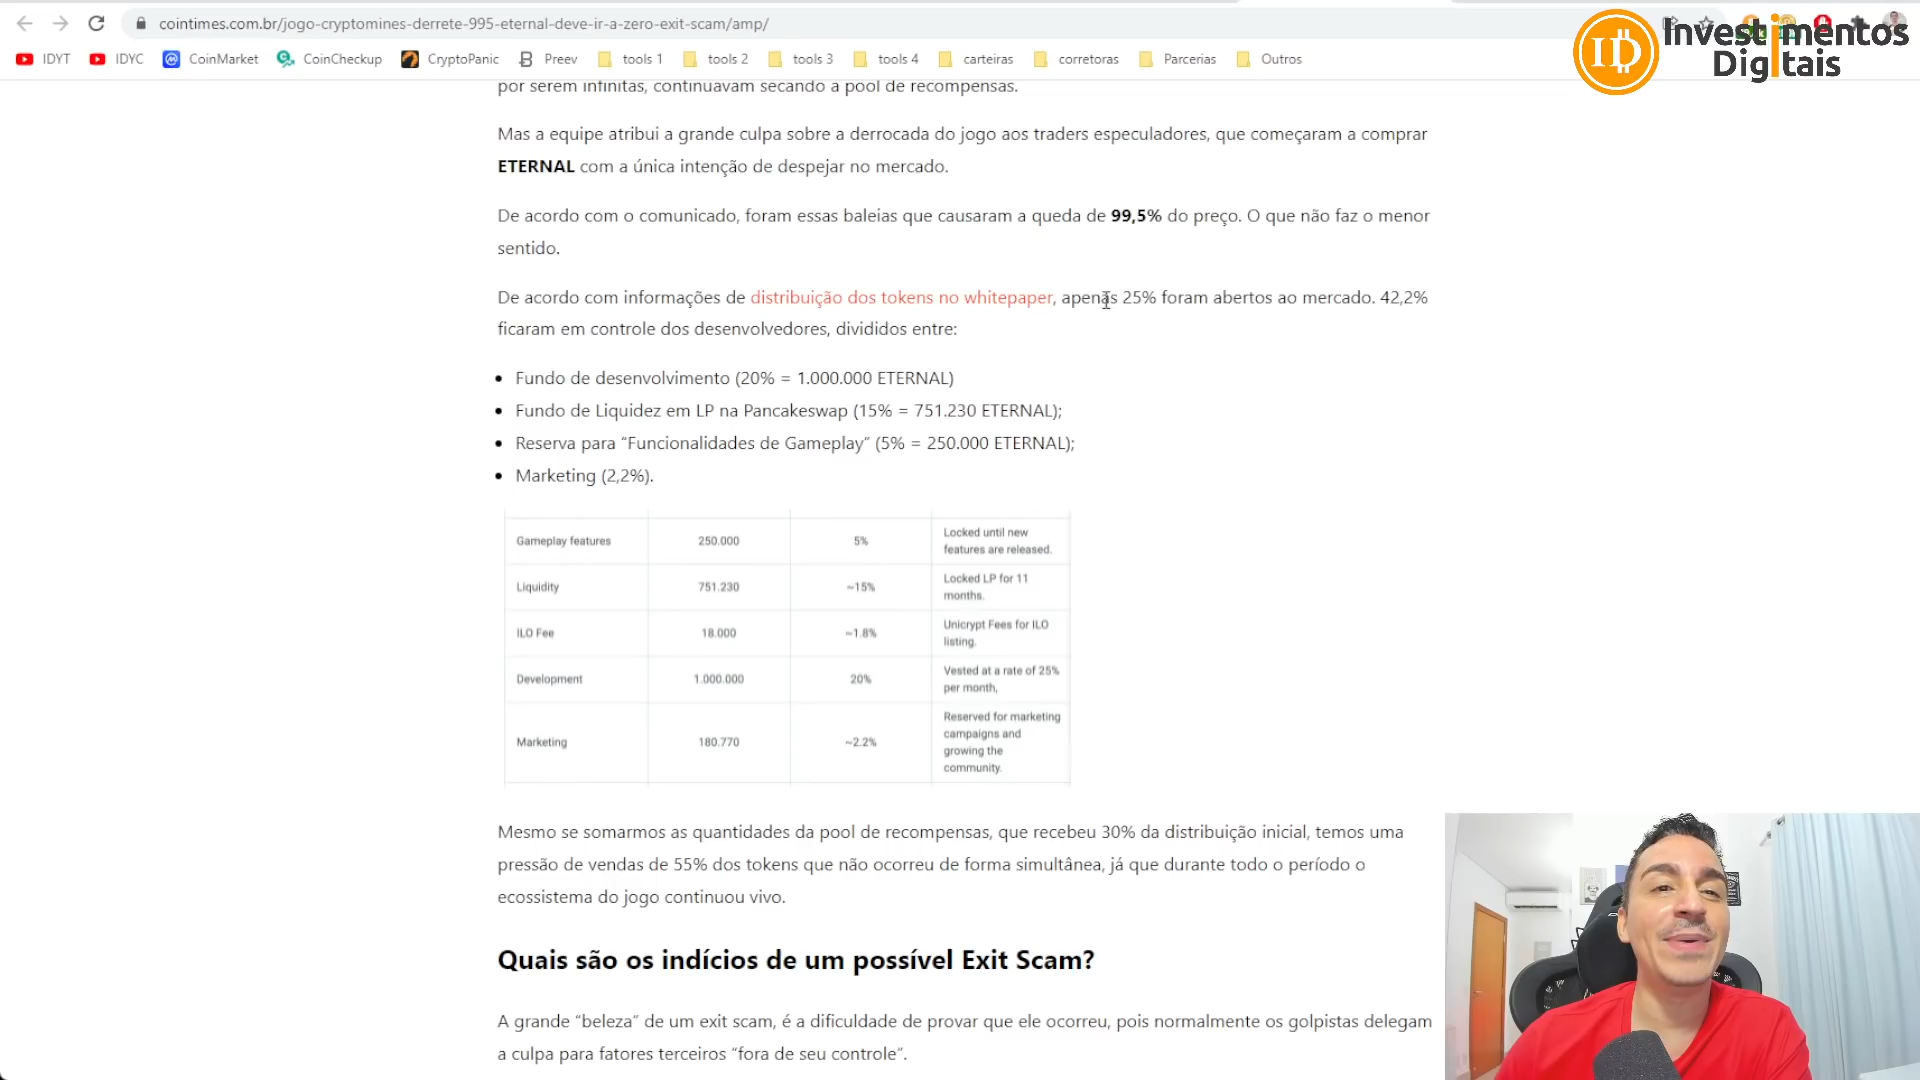 cointimes.com.br/jogo-cryptomines-derrete-995-eternal-deve-ir-a-zero-exit-scam/amp/
IDYT IDYC CoinMarket CoinCheckup CryptoPanic Preev tools 1 tools 2 tools 3 tools 4 carteiras corretoras Parcerias Outros
ID Investimentos
Digitais
por serem infinitas, continuavam secando a pool de recompensas.
Mas a equipe atribui a grande culpa sobre a derrocada do jogo aos traders especuladores, que começaram a comprar
ETERNAL com a única intenção de despejar no mercado.
De acordo com o comunicado, foram essas baleias que causaram a queda de 99,5% do preço. O que não faz o menor
sentido.
De acordo com informações de distribuição dos tokens no whitepaper, apenas 25% foram abertos ao mercado. 42,2%
ficaram em controle dos desenvolvedores, divididos entre:
• Fundo de desenvolvimento (20% = 1.000.000 ETERNAL)
• Fundo de Liquidez em LP na Pancakeswap (15% = 751.230 ETERNAL);
• Reserva para “Funcionalidades de Gameplay” (5% = 250.000 ETERNAL);
• Marketing (2,2%).
Gameplay features 250.000 5% Locked until new
features are released.
Liquidity 751.230 ~15% Locked LP for 11
months.
ILO Fee 18.000 ~1.8% Unicrypt Fees for ILO
listing.
Development 1.000.000 20% Vested at a rate of 25%
per month,
Marketing 180.770 ~2.2% Reserved for marketing
campaigns and
growing the
community.
Mesmo se somarmos as quantidades da pool de recompensas, que recebeu 30% da distribuição inicial, temos uma
pressão de vendas de 55% dos tokens que não ocorreu de forma simultânea, já que durante todo o período o
ecossistema do jogo continuou vivo.
Quais são os indícios de um possível Exit Scam?
A grande “beleza” de um exit scam, é a dificuldade de provar que ele ocorreu, pois normalmente os golpistas delegam
a culpa para fatores terceiros “fora de seu controle”.